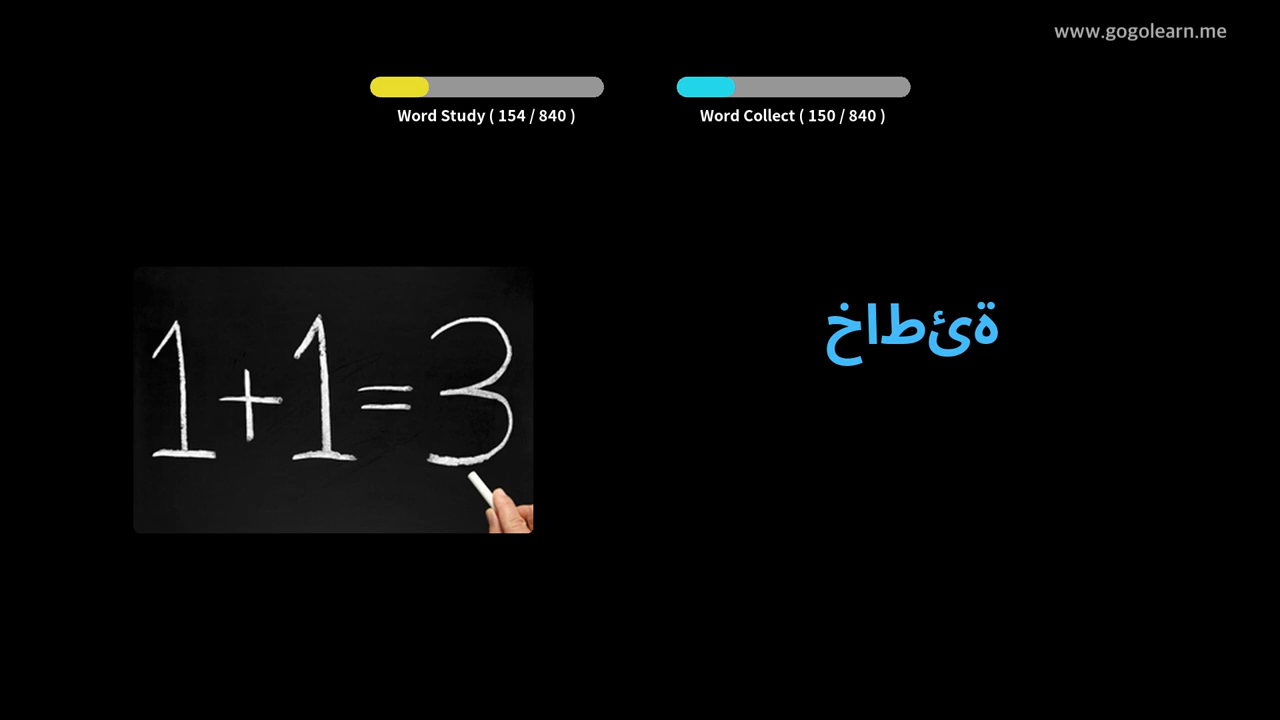 www.gogolearn.me
Word Study ( 154 / 840 )
Word Collect ( 150 / 840 )
1+1=3
خاطئة